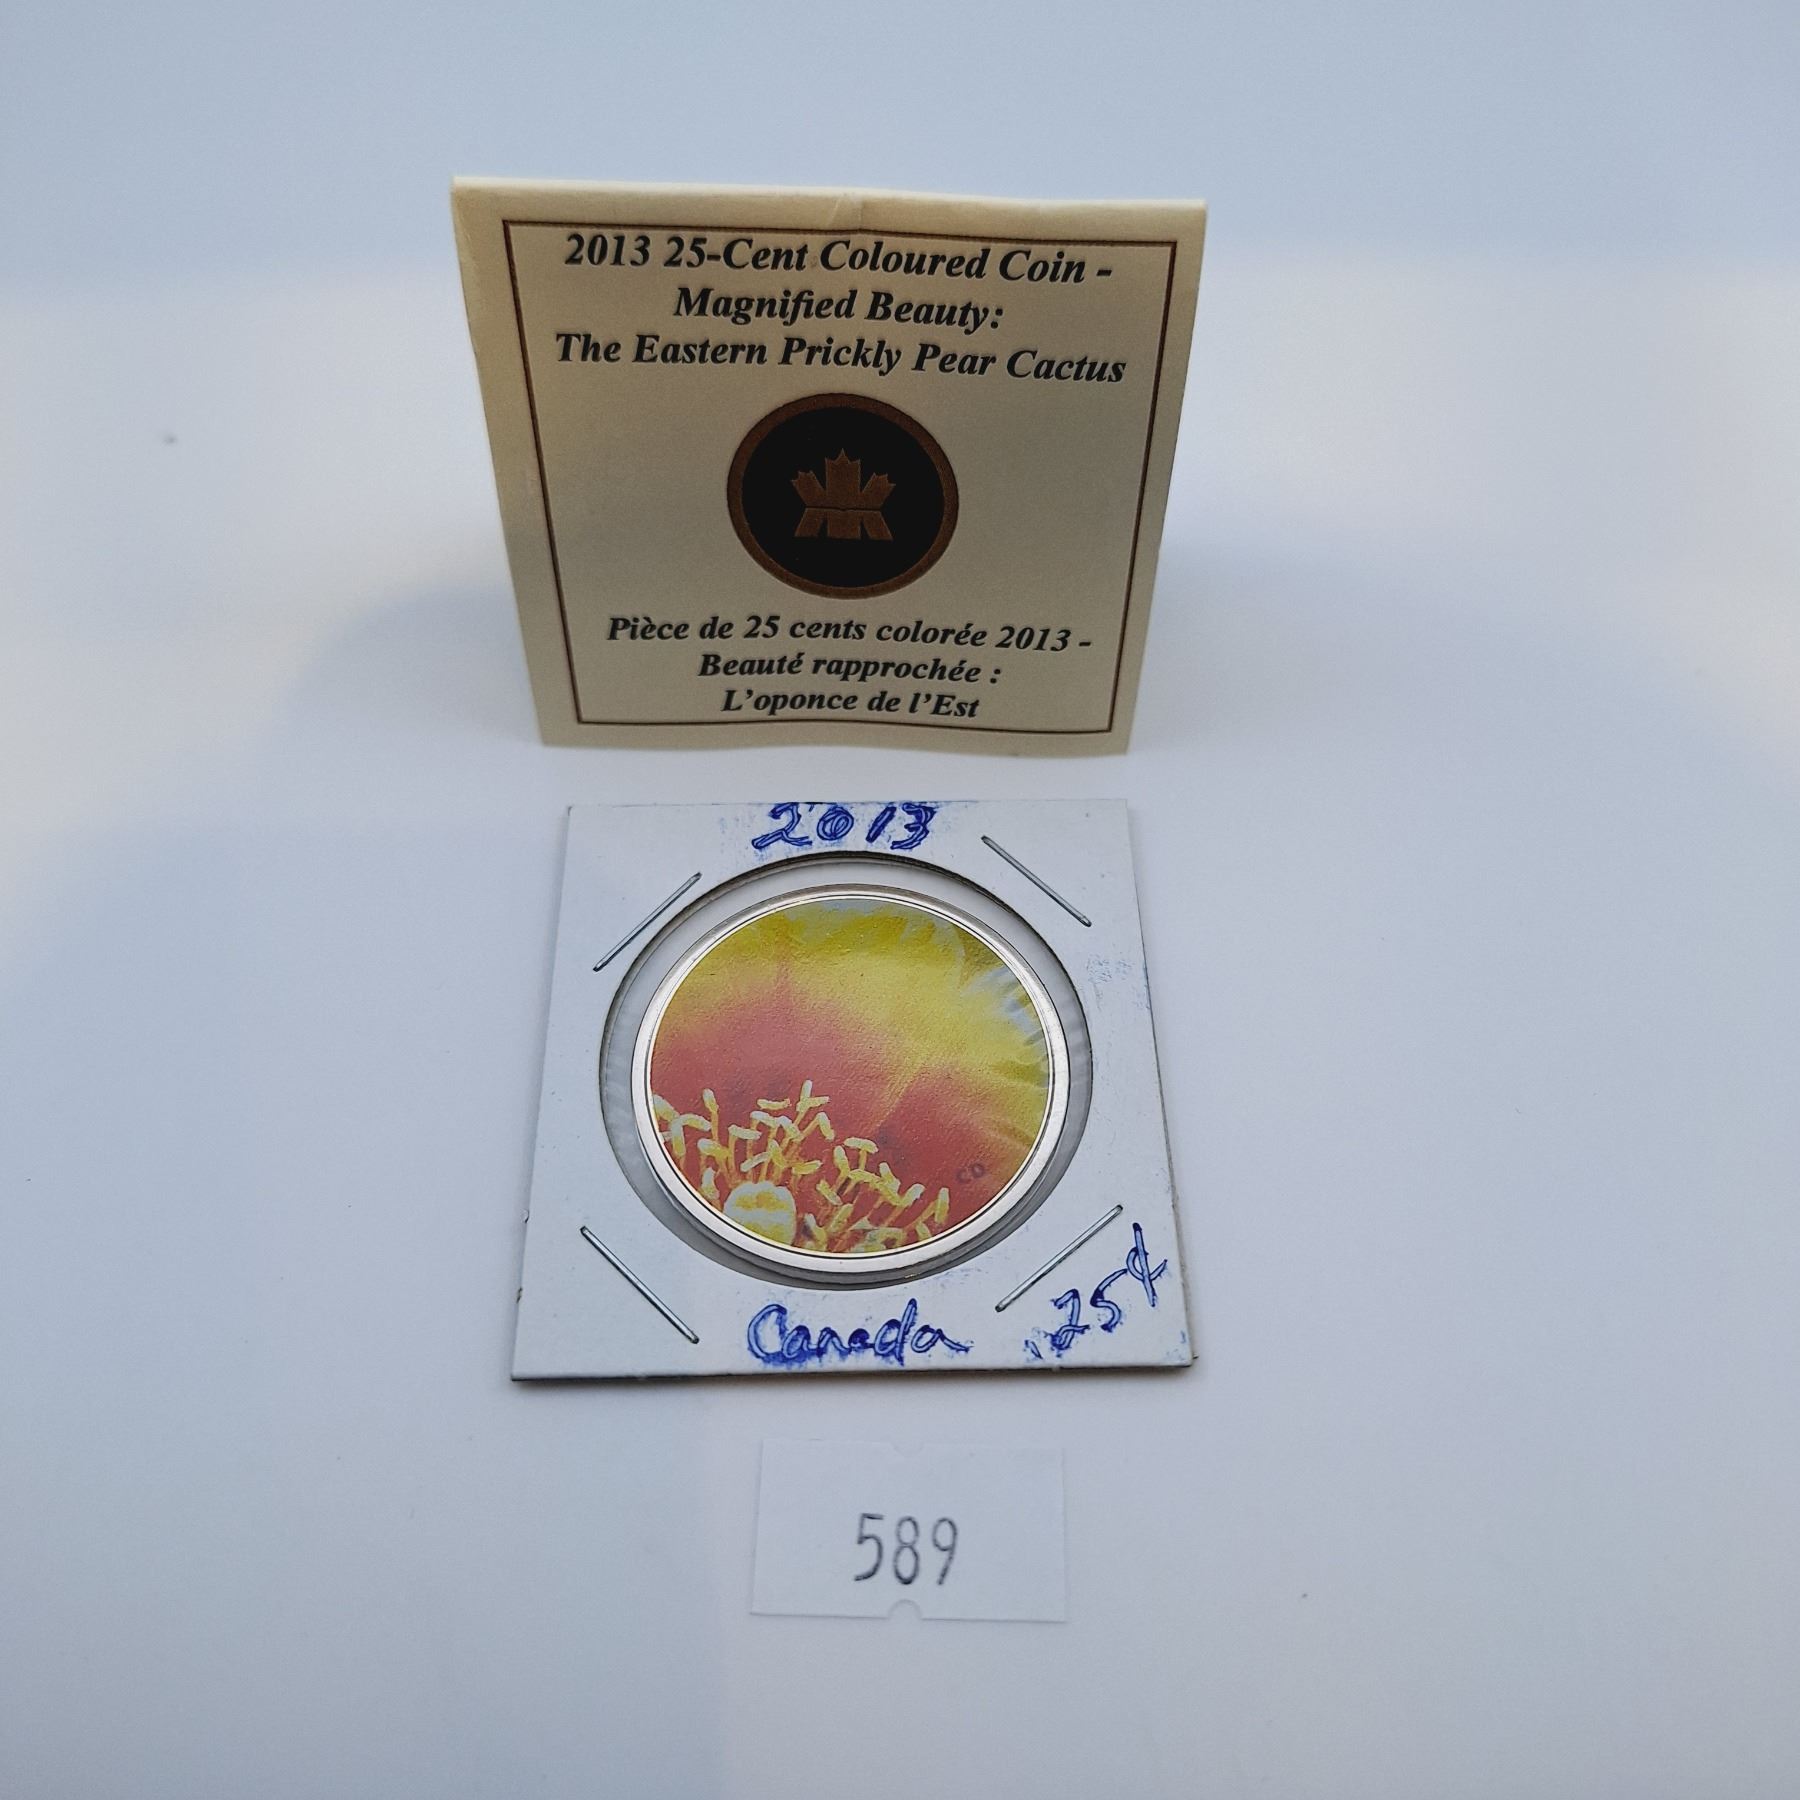 2013 25-Cent Coloured Coin -
Magnified Beauty:
The Eastern Prickly Pear Cactus
Pièce de 25 cents colorée 2013 -
Beauté rapprochée :
L'oponce de l'Est
2013
CD
Canada .25¢
589